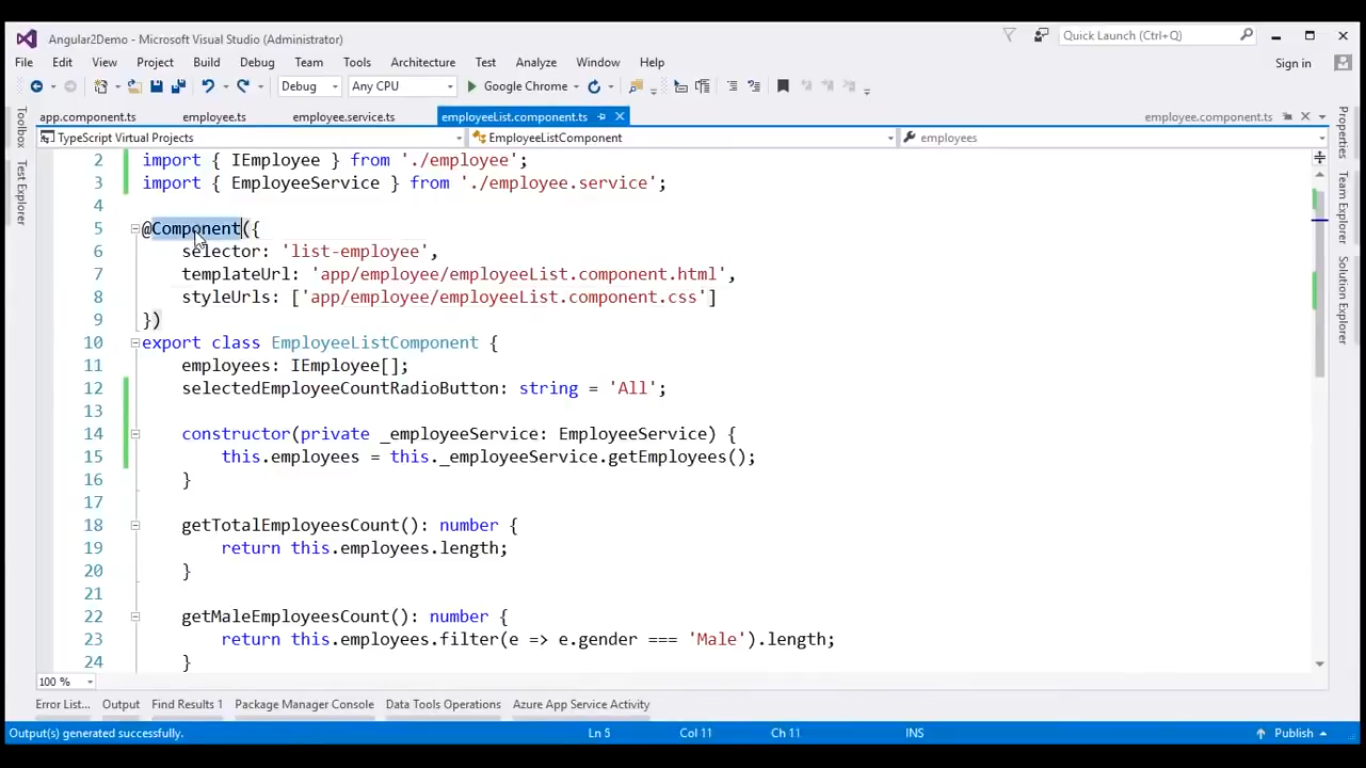 Angular2Demo - Microsoft Visual Studio (Administrator)
Quick Launch (Ctrl+Q)
File Edit View Project Build Debug Team Tools Architecture Test Analyze Window Help
Sign in
Debug Any CPU Google Chrome
app.component.ts employee.ts employee.service.ts employeeList.component.ts employee.component.ts
TypeScript Virtual Projects EmployeeListComponent employees
Toolbox
Test Explorer
Properties
Team Explorer
Solution Explorer
2 import { IEmployee } from './employee';
3 import { EmployeeService } from './employee.service';
4
5 @Component({
6 selector: 'list-employee',
7 templateUrl: 'app/employee/employeeList.component.html',
8 styleUrls: ['app/employee/employeeList.component.css']
9 })
10 export class EmployeeListComponent {
11 employees: IEmployee[];
12 selectedEmployeeCountRadioButton: string = 'All';
13
14 constructor(private _employeeService: EmployeeService) {
15 this.employees = this._employeeService.getEmployees();
16 }
17
18 getTotalEmployeesCount(): number {
19 return this.employees.length;
20 }
21
22 getMaleEmployeesCount(): number {
23 return this.employees.filter(e => e.gender === 'Male').length;
24 }
100 %
Error List... Output Find Results 1 Package Manager Console Data Tools Operations Azure App Service Activity
Output(s) generated successfully. Ln 5 Col 11 Ch 11 INS Publish